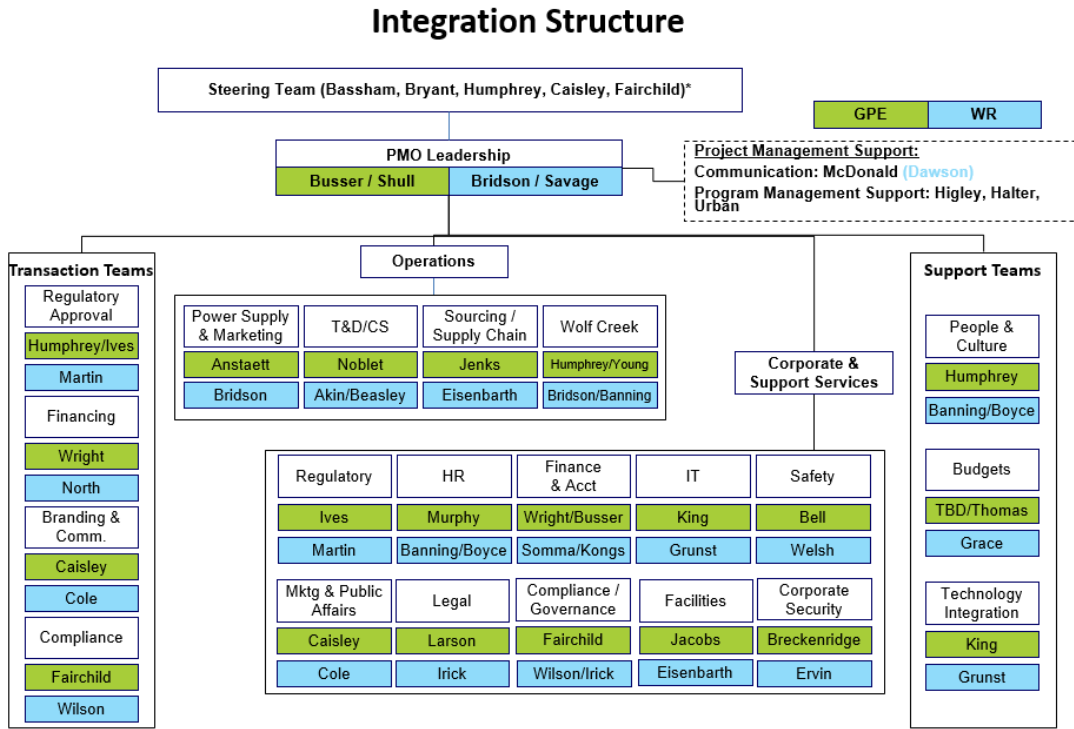 Integration Structure
Steering Team (Bassham, Bryant, Humphrey, Caisley, Fairchild)*
GPE
WR
PMO Leadership
Busser / Shull
Bridson / Savage
Project Management Support:
Communication: McDonald (Dawson)
Program Management Support: Higley, Halter,
Urban
Transaction Teams
Regulatory
Approval
Humphrey/Ives
Martin
Financing
Wright
North
Branding &
Comm.
Caisley
Cole
Compliance
Fairchild
Wilson
Operations
Power Supply
& Marketing
Anstaett
Bridson
T&D/CS
Noblet
Akin/Beasley
Sourcing /
Supply Chain
Jenks
Eisenbarth
Wolf Creek
Humphrey/Young
Bridson/Banning
Corporate &
Support Services
Regulatory
Ives
Martin
HR
Murphy
Banning/Boyce
Finance
& Acct
Wright/Busser
Somma/Kongs
IT
King
Grunst
Safety
Bell
Welsh
Mktg & Public
Affairs
Caisley
Cole
Legal
Larson
Irick
Compliance /
Governance
Fairchild
Wilson/Irick
Facilities
Jacobs
Eisenbarth
Corporate
Security
Breckenridge
Ervin
Support Teams
People &
Culture
Humphrey
Banning/Boyce
Budgets
TBD/Thomas
Grace
Technology
Integration
King
Grunst